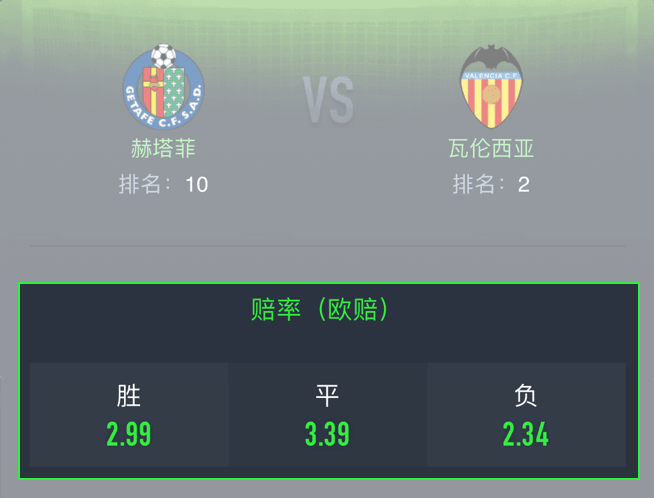 GETAFE C.F. S.A.D.
VALENCIA C.F.
VS
赫塔菲
瓦伦西亚
排名：10
排名：2
赔率（欧赔）
胜
平
负
2.99
3.39
2.34